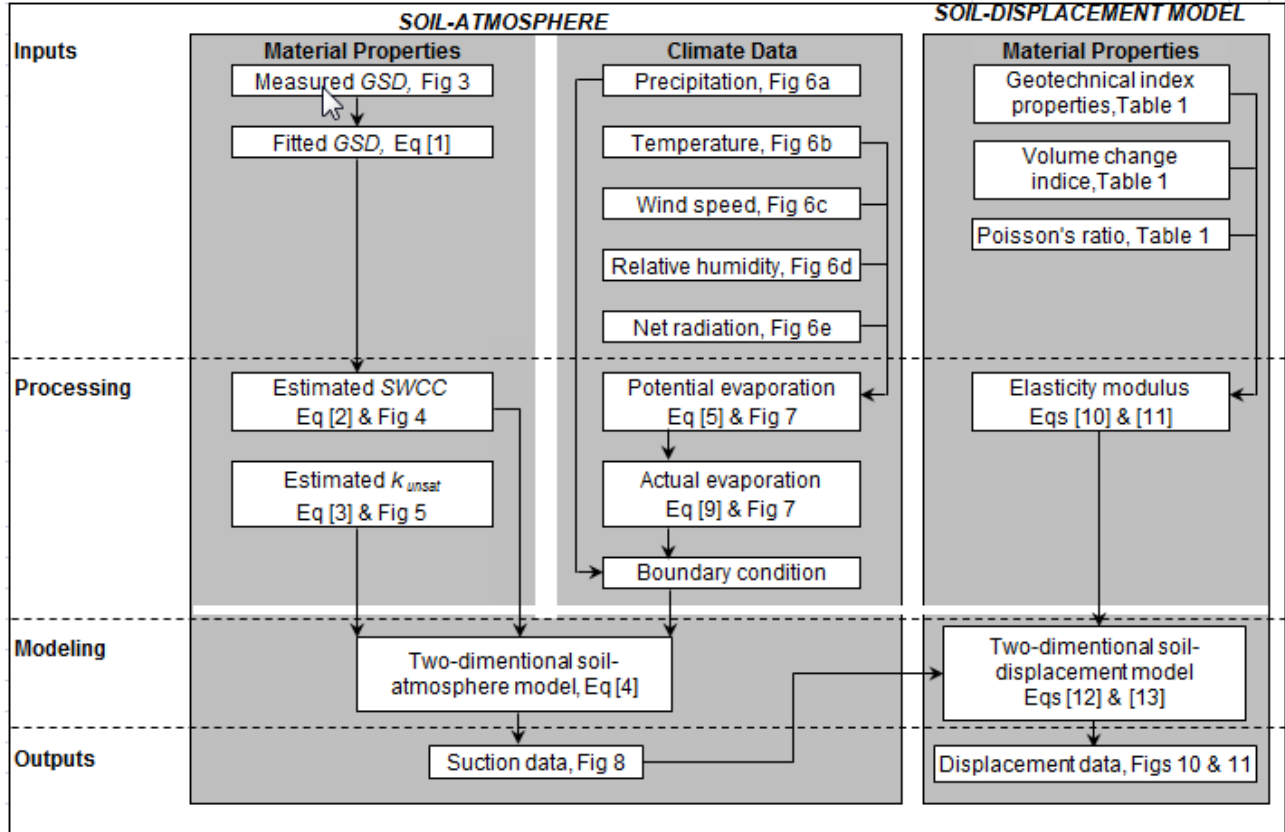 SOIL-ATMOSPHERE
SOIL-DISPLACEMENT MODEL
Inputs
Material Properties
Measured GSD, Fig 3
Fitted GSD, Eq [1]
Climate Data
Precipitation, Fig 6a
Temperature, Fig 6b
Wind speed, Fig 6c
Relative humidity, Fig 6d
Net radiation, Fig 6e
Material Properties
Geotechnical index
properties,Table 1
Volume change
indice,Table 1
Poisson's ratio, Table 1
Processing
Estimated SWCC
Eq [2] & Fig 4
Estimated k unsat
Eq [3] & Fig 5
Potential evaporation
Eq [5] & Fig 7
Actual evaporation
Eq [9] & Fig 7
Boundary condition
Elasticity modulus
Eqs [10] & [11]
Modeling
Two-dimentional soil-
atmosphere model, Eq [4]
Two-dimentional soil-
displacement model
Eqs [12] & [13]
Outputs
Suction data, Fig 8
Displacement data, Figs 10 & 11